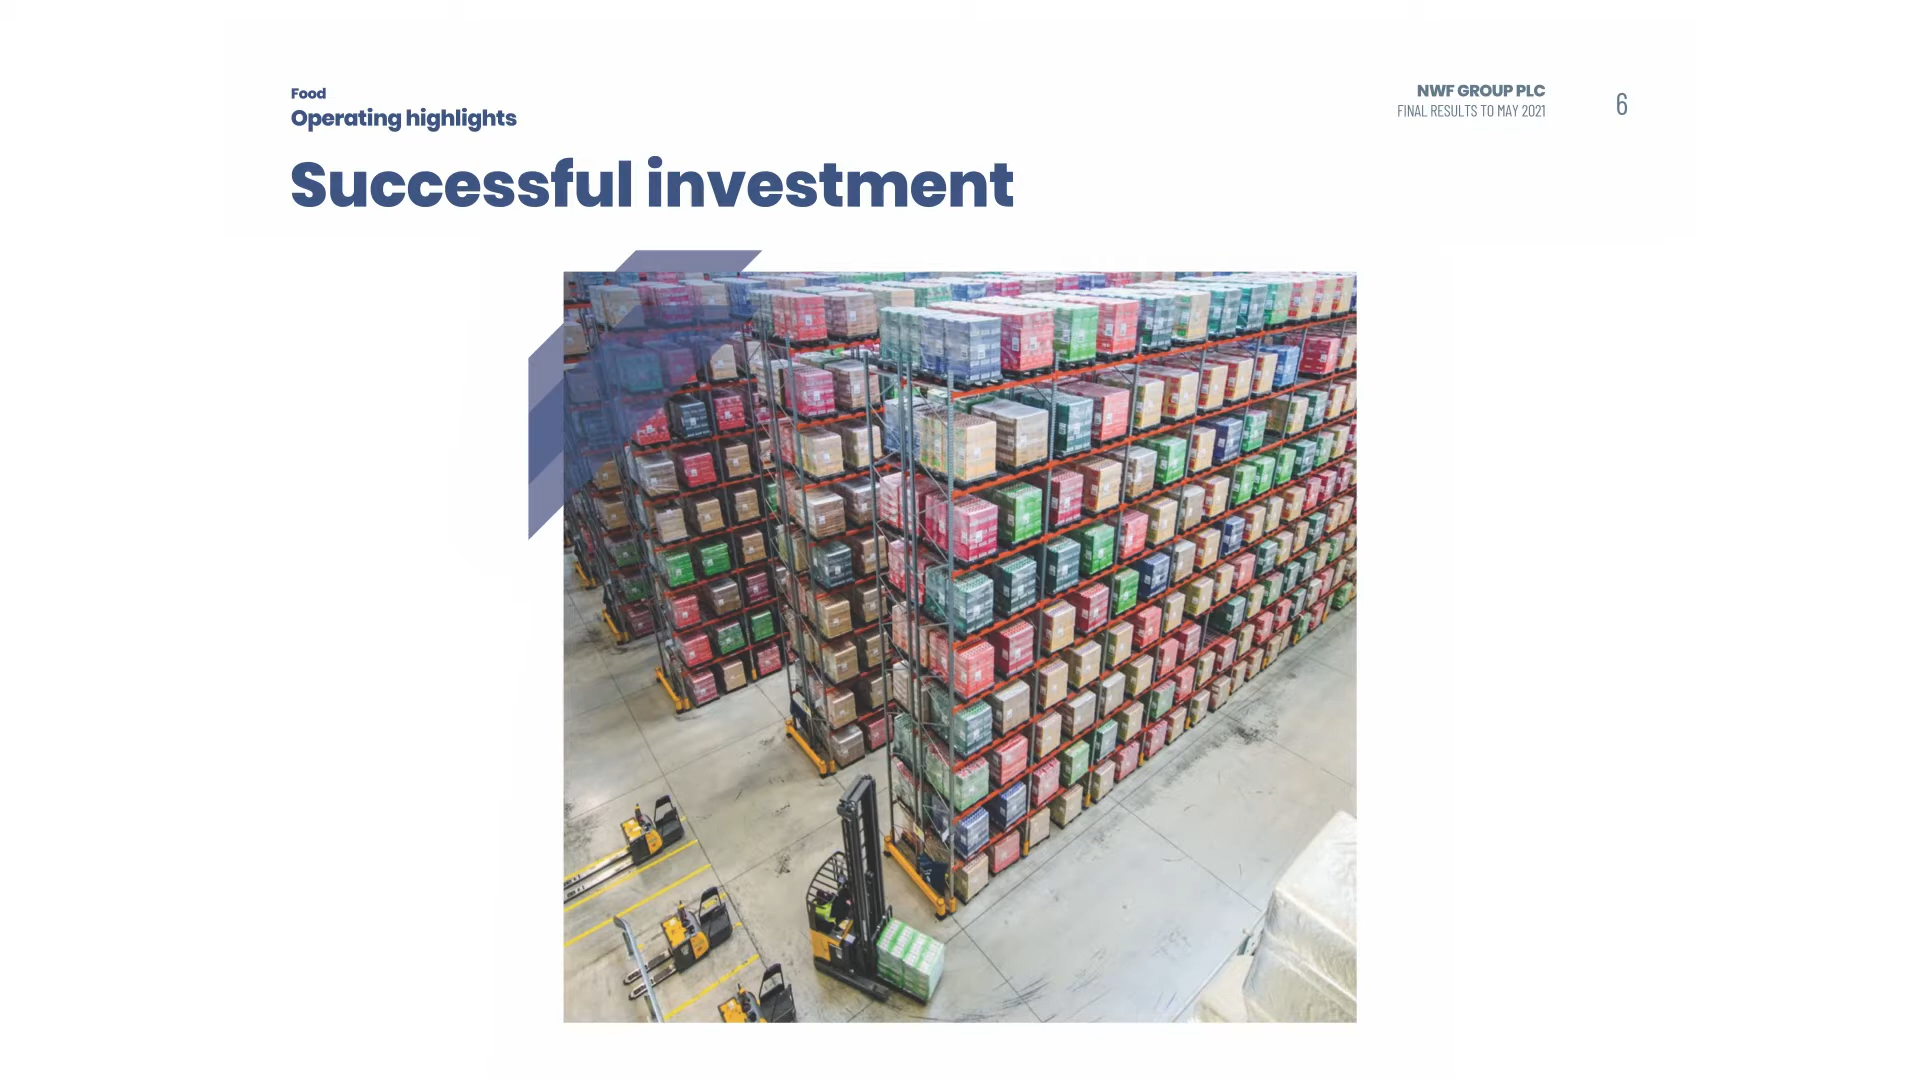 Food
Operating highlights
NWF GROUP PLC
FINAL RESULTS TO MAY 2021
6
Successful investment